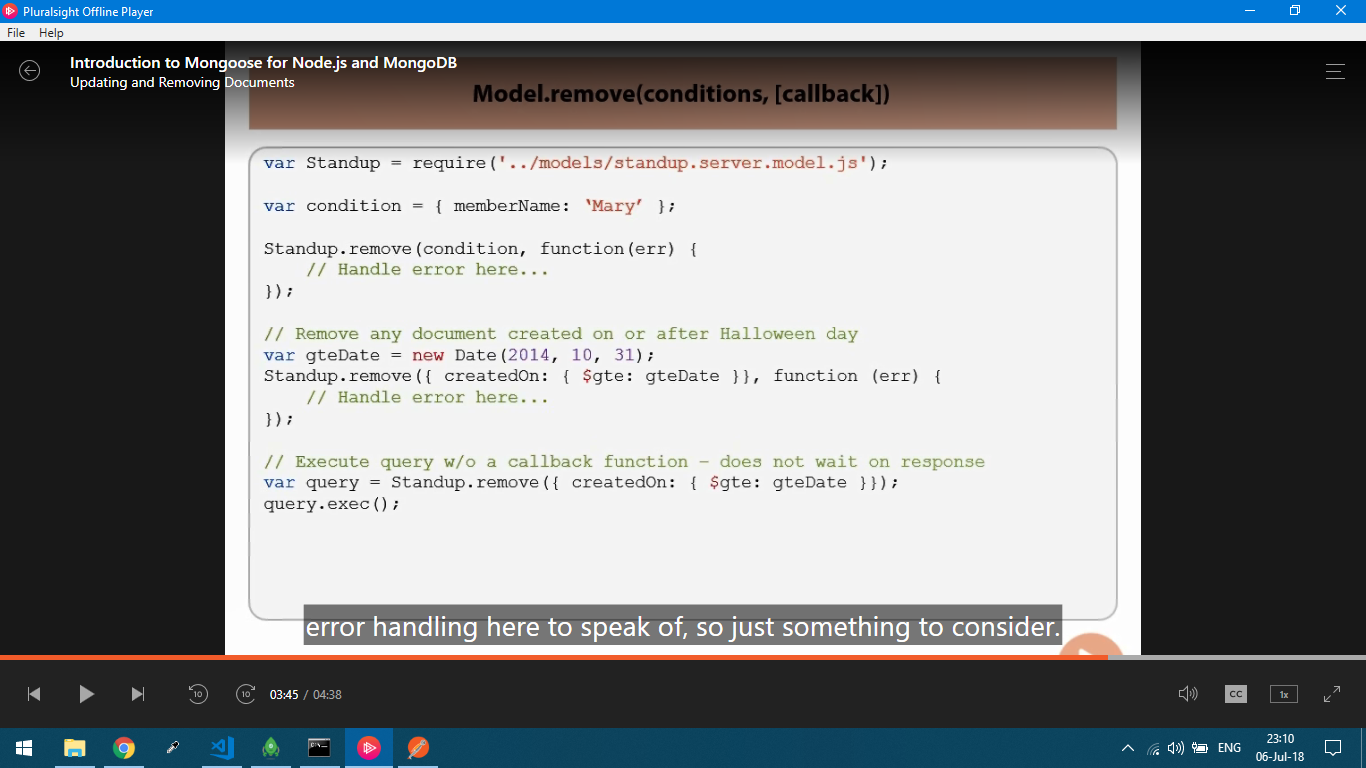 Pluralsight Offline Player
File Help
Introduction to Mongoose for Node.js and MongoDB
Updating and Removing Documents
Model.remove(conditions, [callback])
var Standup = require('../models/standup.server.model.js');
var condition = { memberName: ‘Mary’ };
Standup.remove(condition, function(err) {
// Handle error here...
});
// Remove any document created on or after Halloween day
var gteDate = new Date(2014, 10, 31);
Standup.remove({ createdOn: { $gte: gteDate }}, function (err) {
// Handle error here...
});
// Execute query w/o a callback function – does not wait on response
var query = Standup.remove({ createdOn: { $gte: gteDate }});
query.exec();
error handling here to speak of, so just something to consider.
10 10 03:45 / 04:38 CC 1x
ENG 23:10
06-Jul-18